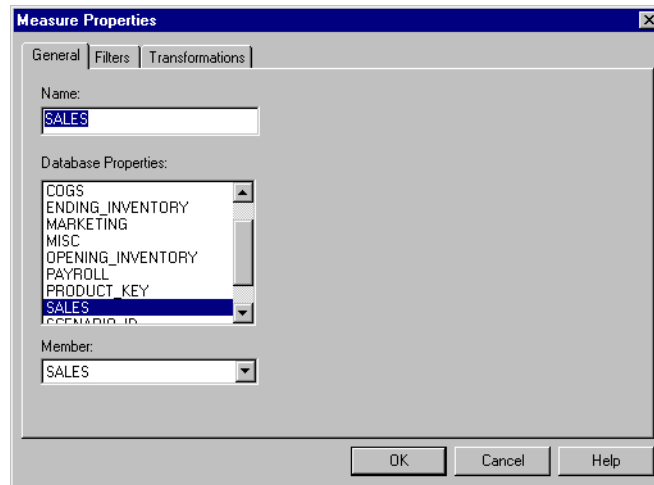 Measure Properties
General Filters Transformations
Name:
SALES
Database Properties:
COGS
ENDING_INVENTORY
MARKETING
MISC
OPENING_INVENTORY
PAYROLL
PRODUCT_KEY
SALES
SCENARIO_ID
Member:
SALES
OK Cancel Help